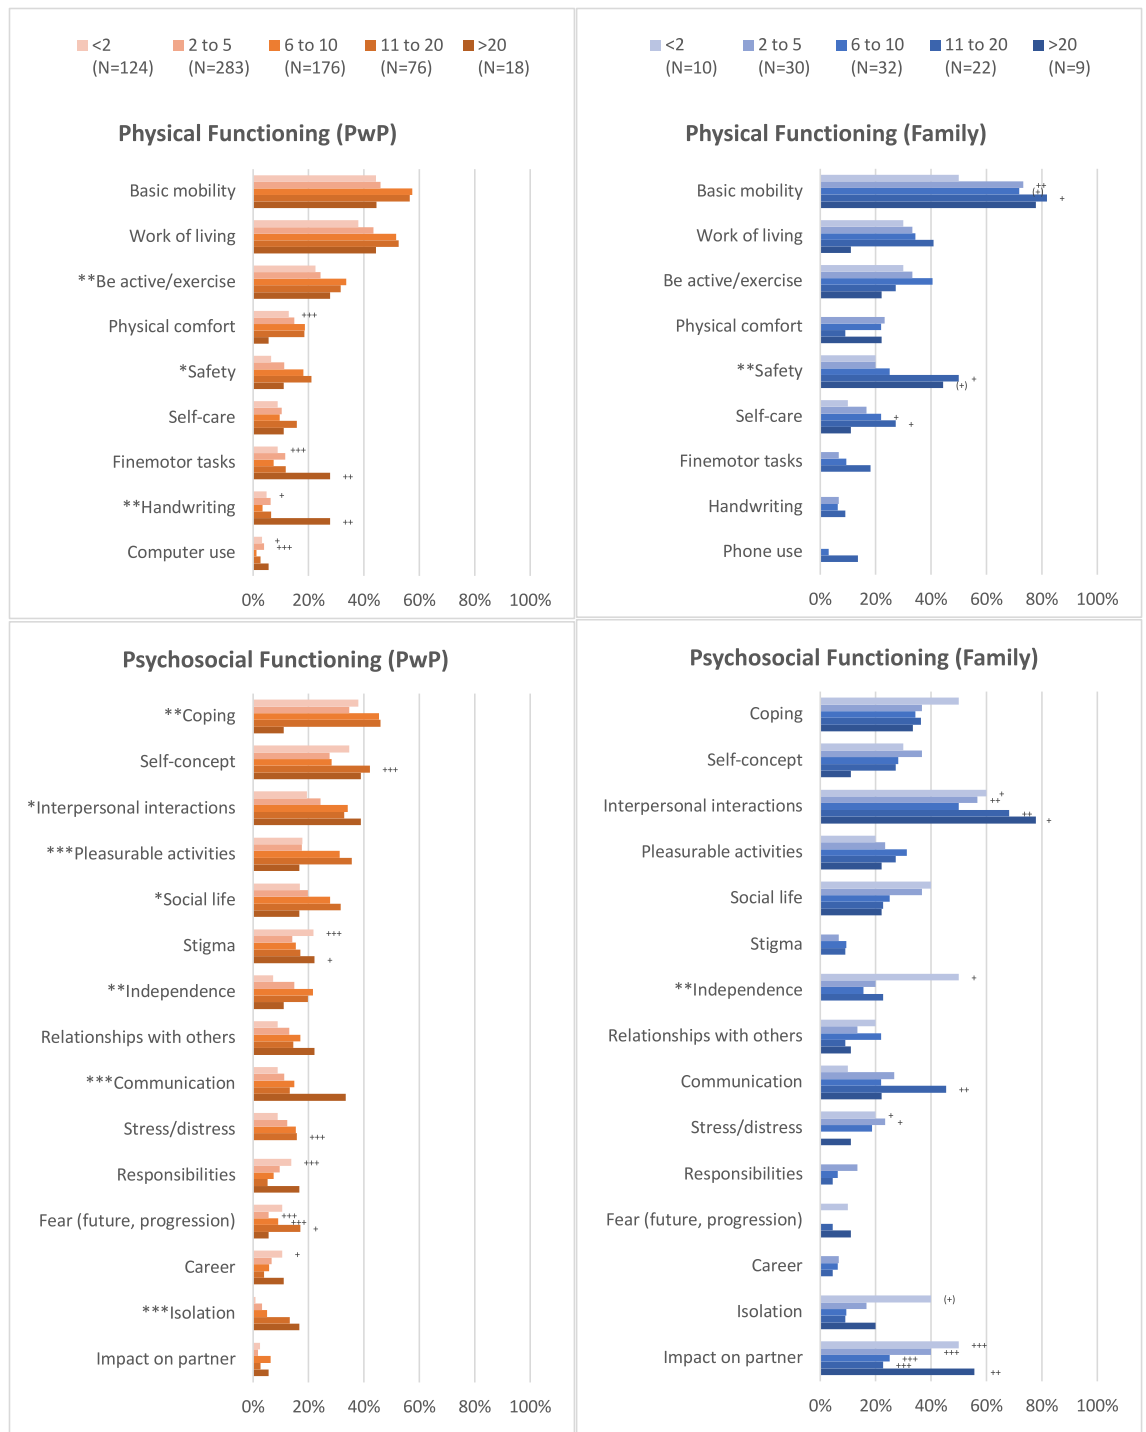 <2 2 to 5 6 to 10 11 to 20 >20
(N=124) (N=283) (N=176) (N=76) (N=18)
Physical Functioning (PwP)
Basic mobility
Work of living
**Be active/exercise
Physical comfort +++
*Safety
Self-care
Finemotor tasks +++
++
**Handwriting +
++
Computer use +
+++
0% 20% 40% 60% 80% 100%
<2 2 to 5 6 to 10 11 to 20 >20
(N=10) (N=30) (N=32) (N=22) (N=9)
Physical Functioning (Family)
Basic mobility ++
(+)
+
Work of living
Be active/exercise
Physical comfort
**Safety +
(+)
Self-care +
+
Finemotor tasks
Handwriting
Phone use
0% 20% 40% 60% 80% 100%
Psychosocial Functioning (PwP)
**Coping
Self-concept +++
*Interpersonal interactions
***Pleasurable activities
*Social life
Stigma +++
+
**Independence
Relationships with others
***Communication
Stress/distress +++
Responsibilities +++
Fear (future, progression) +++
+++
+
Career +
***Isolation
Impact on partner
0% 20% 40% 60% 80% 100%
Psychosocial Functioning (Family)
Coping
Self-concept
Interpersonal interactions +
++
++
+
Pleasurable activities
Social life
Stigma
**Independence +
Relationships with others
Communication ++
Stress/distress +
+
Responsibilities
Fear (future, progression)
Career
Isolation (+)
Impact on partner +++
+++
+++
+++
++
0% 20% 40% 60% 80% 100%